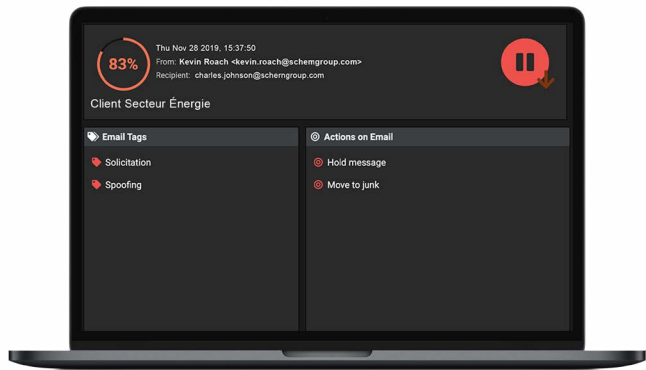 83%
Thu Nov 28 2019, 15:37:50
From: Kevin Roach <kevin.roach@schemgroup.com>
Recipient: charles.johnson@scherngroup.com
Client Secteur Énergie
Email Tags
Solicitation
Spoofing
Actions on Email
Hold message
Move to junk